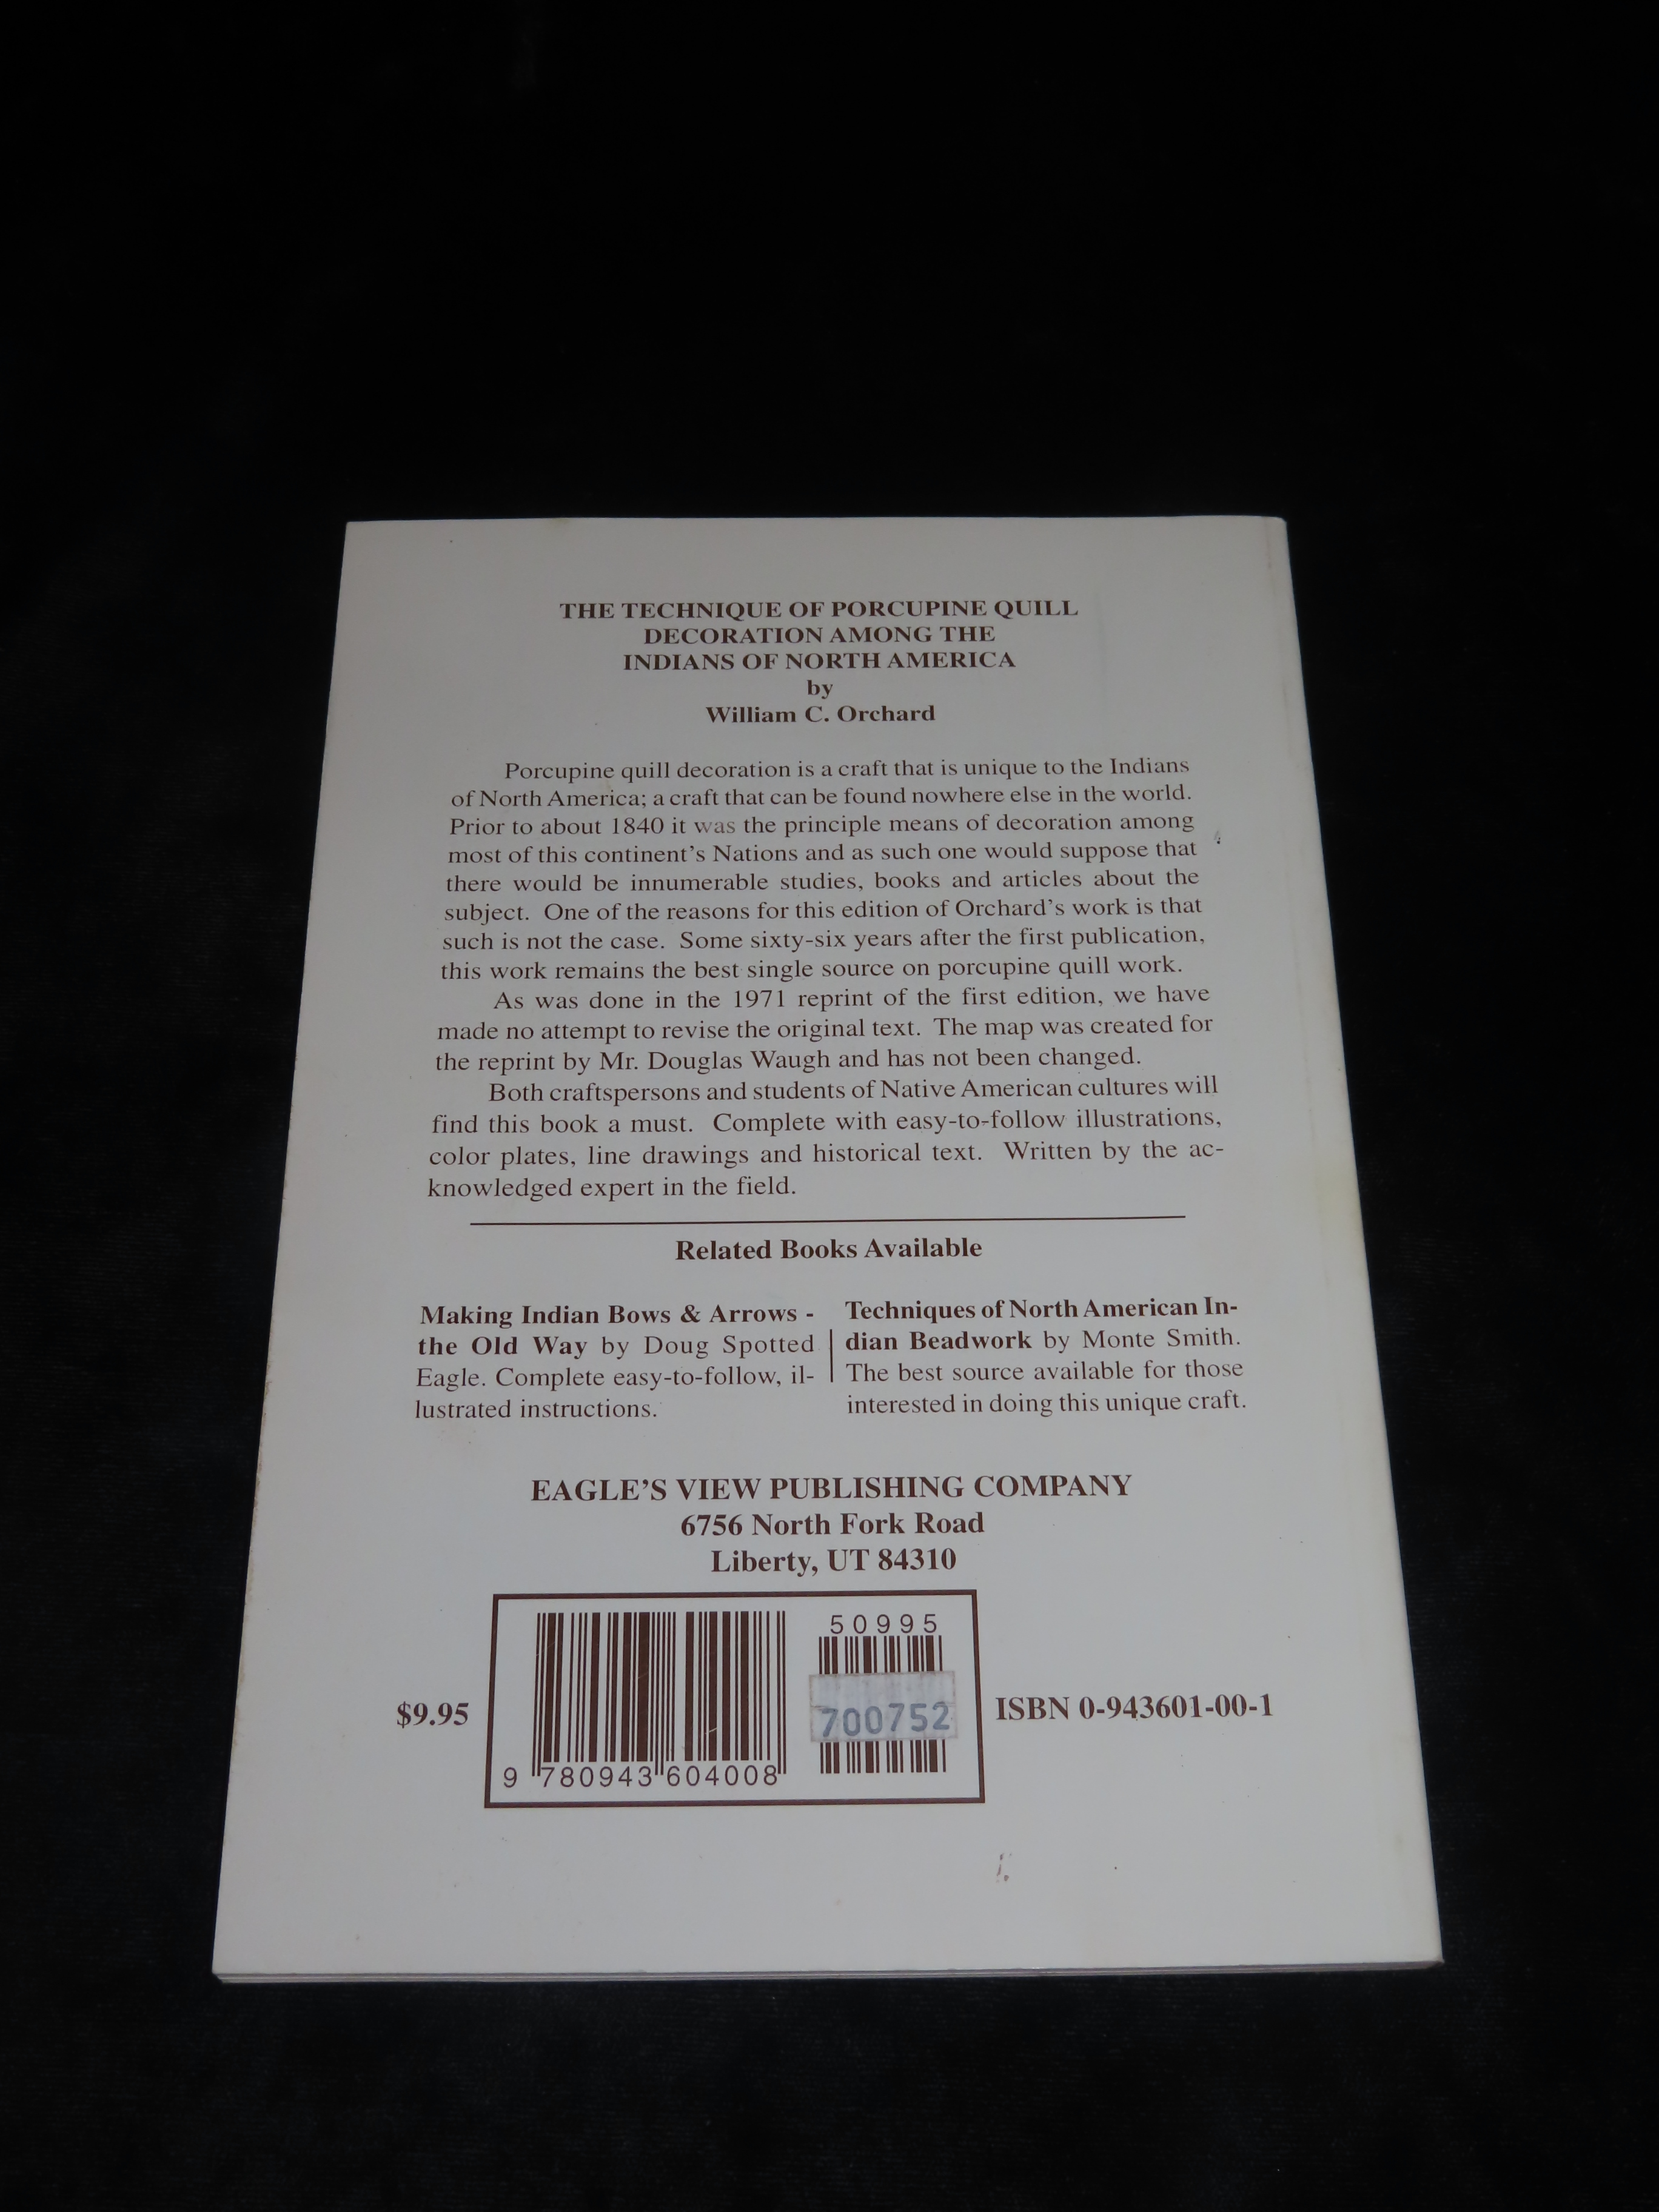 THE TECHNIQUE OF PORCUPINE QUILL
DECORATION AMONG THE
INDIANS OF NORTH AMERICA
by
William C. Orchard
Porcupine quill decoration is a craft that is unique to the Indians
of North America; a craft that can be found nowhere else in the world.
Prior to about 1840 it was the principle means of decoration among
most of this continent's Nations and as such one would suppose that
there would be innumerable studies, books and articles about the
subject. One of the reasons for this edition of Orchard's work is that
such is not the case. Some sixty-six years after the first publication,
this work remains the best single source on porcupine quill work.
As was done in the 1971 reprint of the first edition, we have
made no attempt to revise the original text. The map was created for
the reprint by Mr. Douglas Waugh and has not been changed.
Both craftspersons and students of Native American cultures will
find this book a must. Complete with easy-to-follow illustrations,
color plates, line drawings and historical text. Written by the ac-
knowledged expert in the field.
Related Books Available
Making Indian Bows & Arrows -
the Old Way by Doug Spotted
Eagle. Complete easy-to-follow, il-
lustrated instructions.
Techniques of North American In-
dian Beadwork by Monte Smith.
The best source available for those
interested in doing this unique craft.
EAGLE'S VIEW PUBLISHING COMPANY
6756 North Fork Road
Liberty, UT 84310
50995
700752
$9.95
ISBN 0-943601-00-1
9 780943 604008